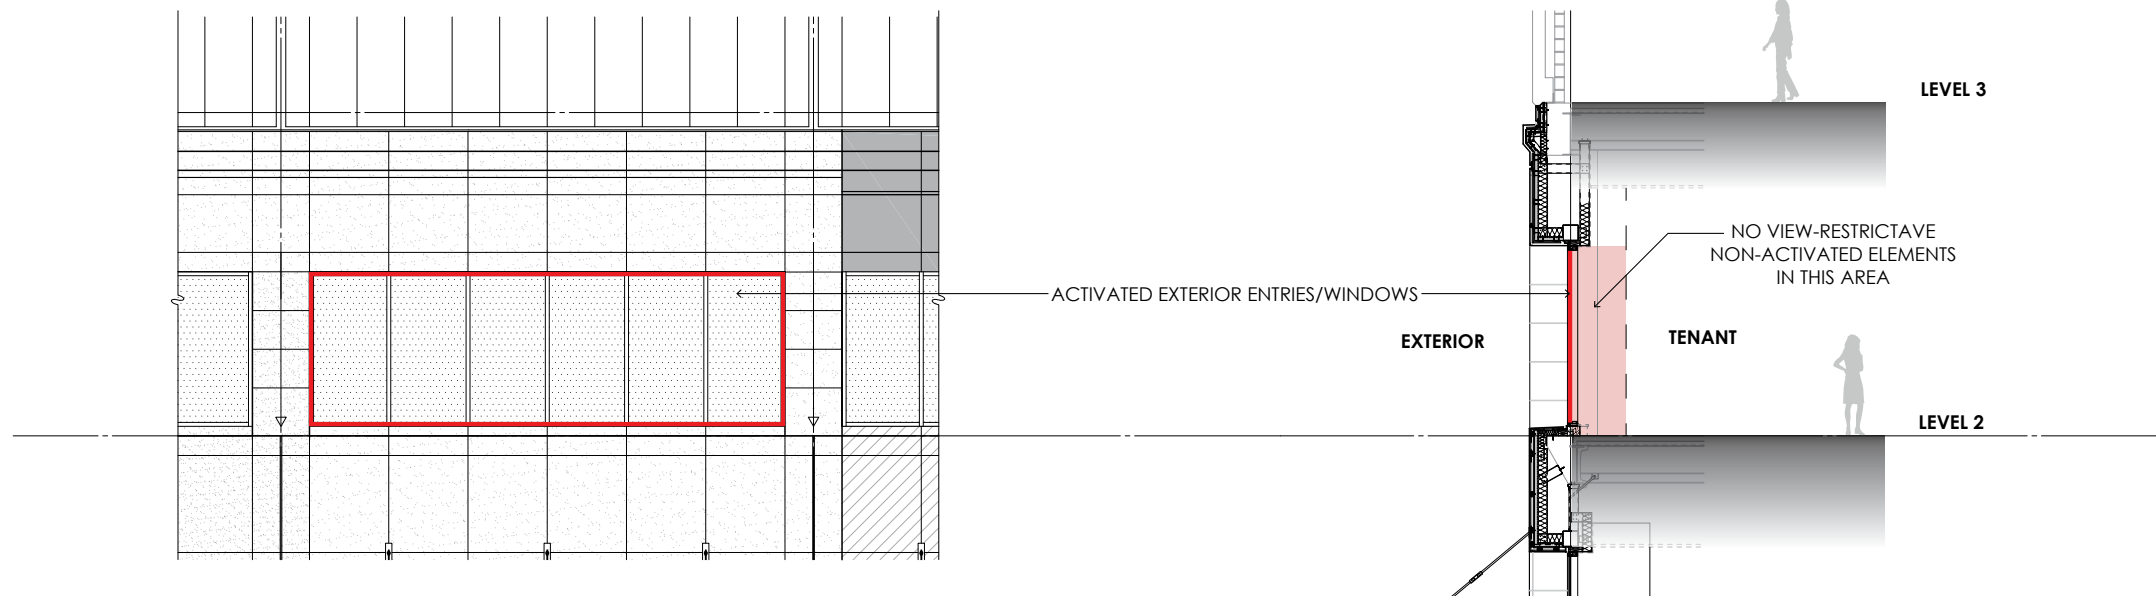 LEVEL 3
NO VIEW-RESTRICTAVE
NON-ACTIVATED ELEMENTS
IN THIS AREA
ACTIVATED EXTERIOR ENTRIES/WINDOWS
EXTERIOR
TENANT
LEVEL 2